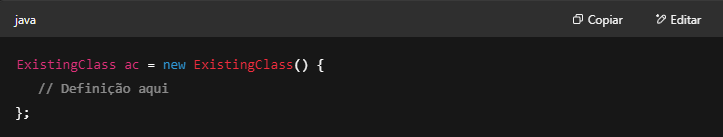 java
Copiar
Editar
ExistingClass ac = new ExistingClass() {
// Definição aqui
};